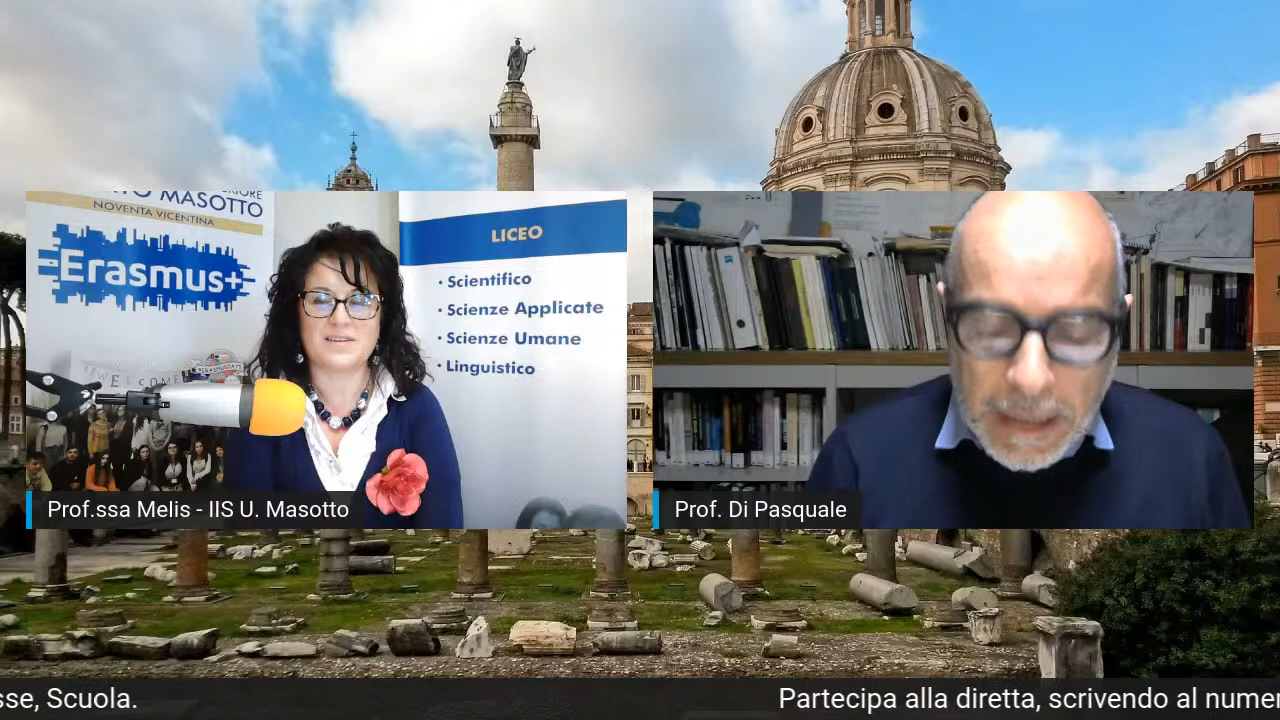 MASOTTO
NOVENTA VICENTINA
Erasmus+
WELCOME
LICEO
· Scientifico
· Scienze Applicate
· Scienze Umane
· Linguistico
Prof.ssa Melis - IIS U. Masotto
Prof. Di Pasquale
sse, Scuola.
Partecipa alla diretta, scrivendo al numer